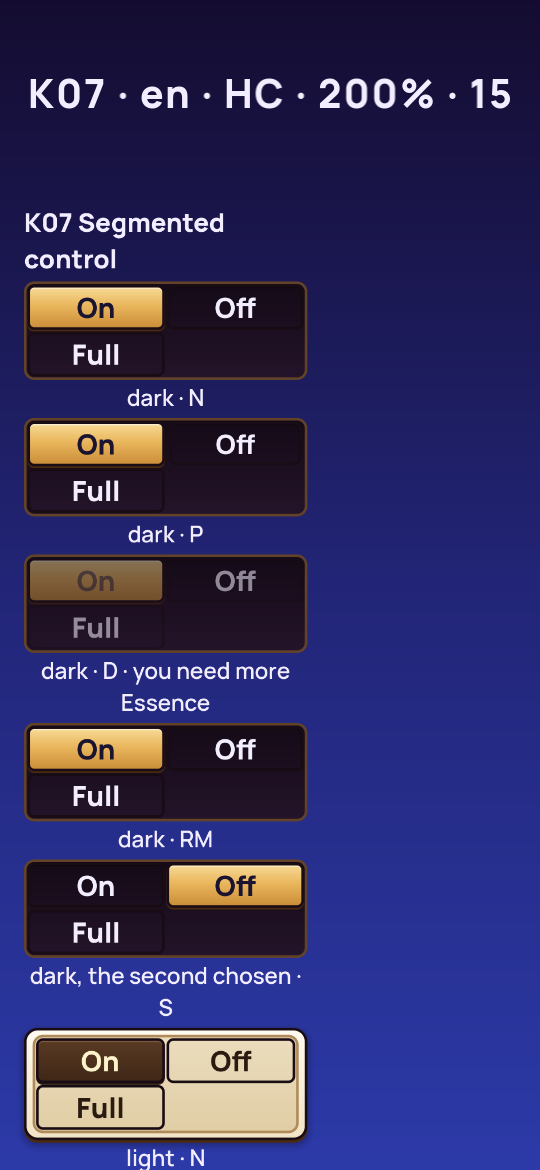 K07 · en · HC · 200% · 15
K07 Segmented
control
On Off
Full
dark · N
On Off
Full
dark · P
On Off
Full
dark · D · you need more
Essence
On Off
Full
dark · RM
On Off
Full
dark, the second chosen ·
S
On Off
Full
light · N